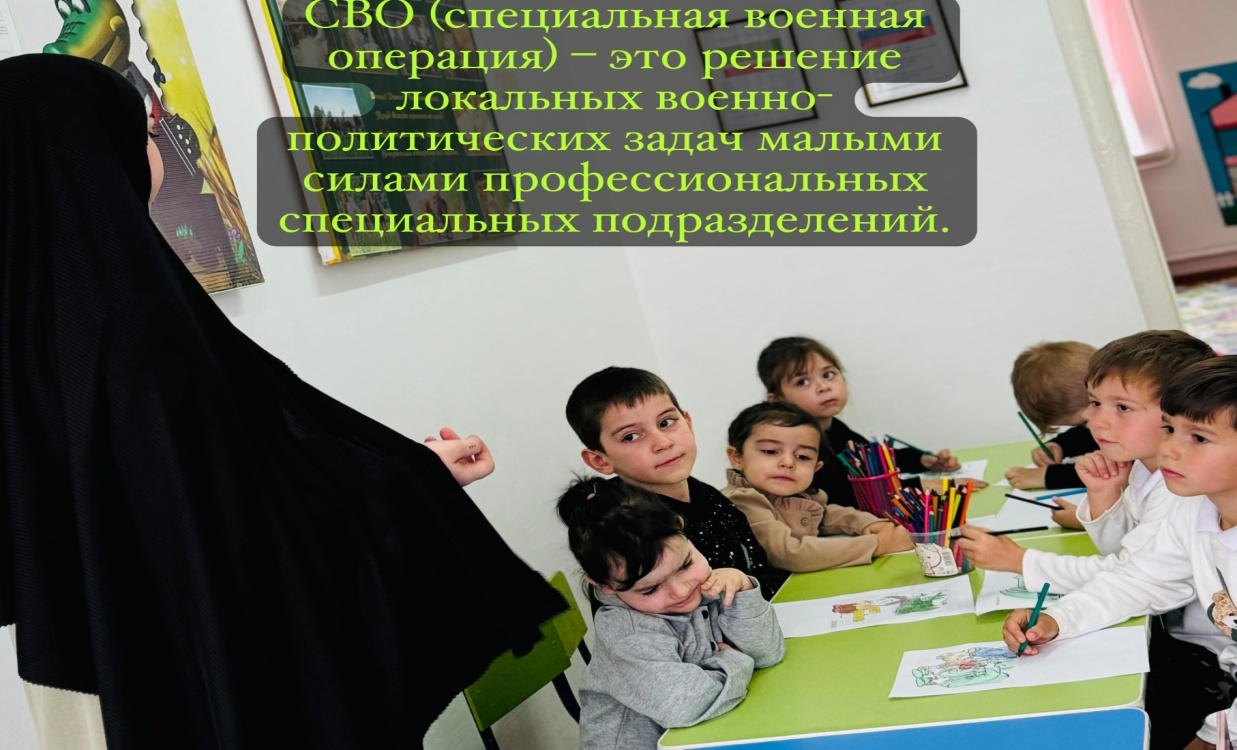 СВО (специальная военная
операция) – это решение
локальных военно-
политических задач малыми
силами профессиональных
специальных подразделений.